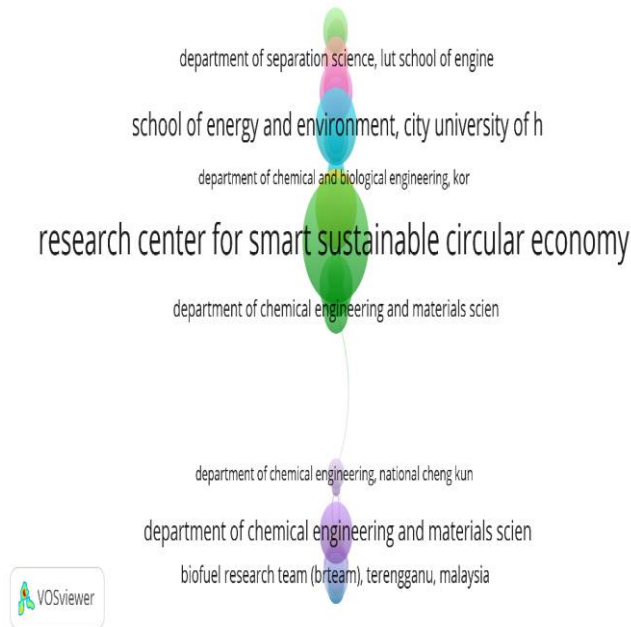 department of separation science, lut school of engine
school of energy and environment, city university of h
department of chemical and biological engineering, kor
research center for smart sustainable circular economy
department of chemical engineering and materials scien
department of chemical engineering, national cheng kun
department of chemical engineering and materials scien
biofuel research team (brteam), terengganu, malaysia
VOSviewer